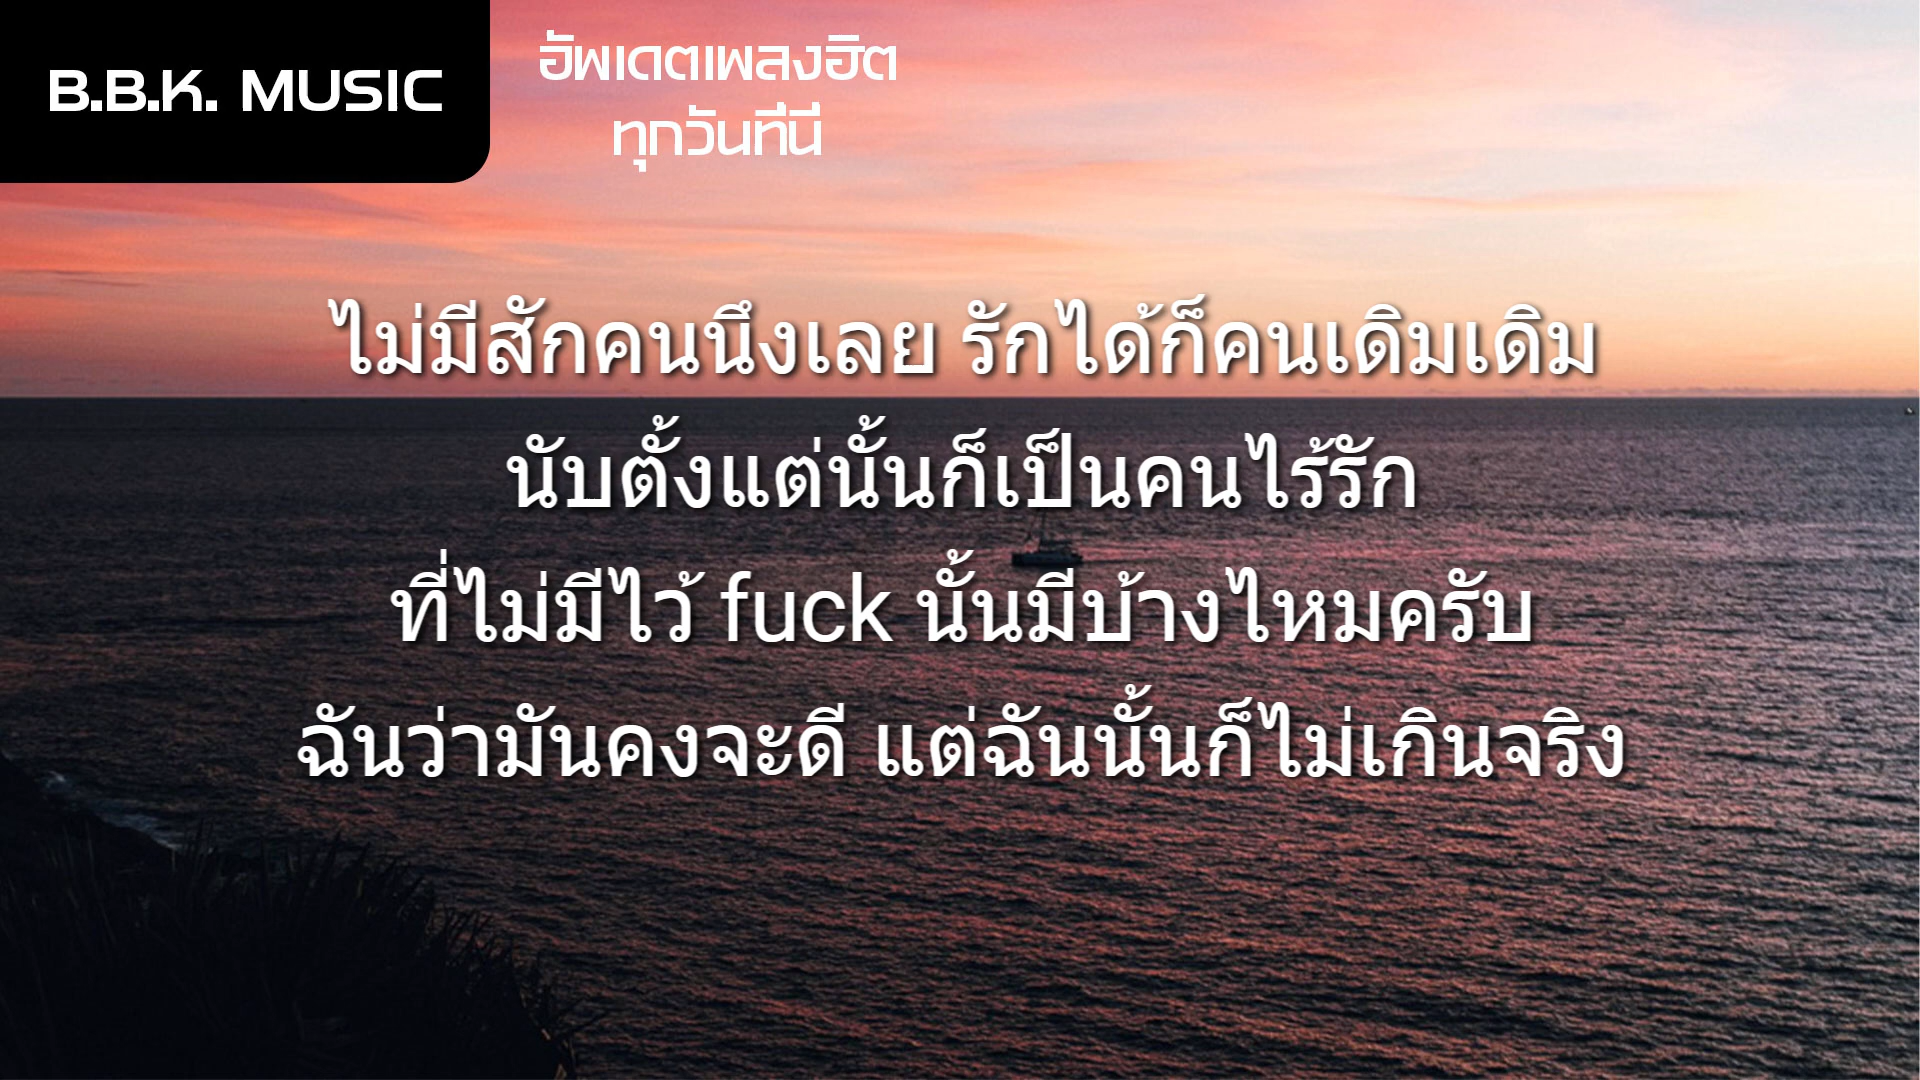 B.B.K. MUSIC
อัพเดตเพลงฮิต
ทุกวันที่นี่
ไม่มีสักคนนึงเลย รักได้ก็คนเดิมเดิม
นับตั้งแต่นั้นก็เป็นคนไร้รัก
ที่ไม่มีไว้ fuck นั้นมีบ้างไหมครับ
ฉันว่ามันคงจะดี แต่ฉันนั้นก็ไม่เกินจริง